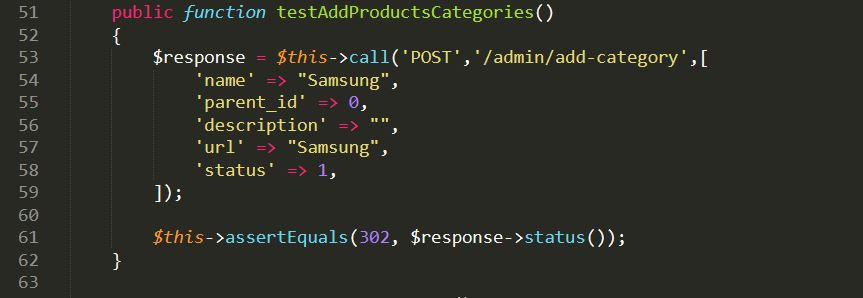 51 public function testAddProductsCategories()
52 {
53 $response = $this->call('POST','/admin/add-category',[
54 'name' => "Samsung",
55 'parent_id' => 0,
56 'description' => "",
57 'url' => "Samsung",
58 'status' => 1,
59 ]);
60
61 $this->assertEquals(302, $response->status());
62 }
63